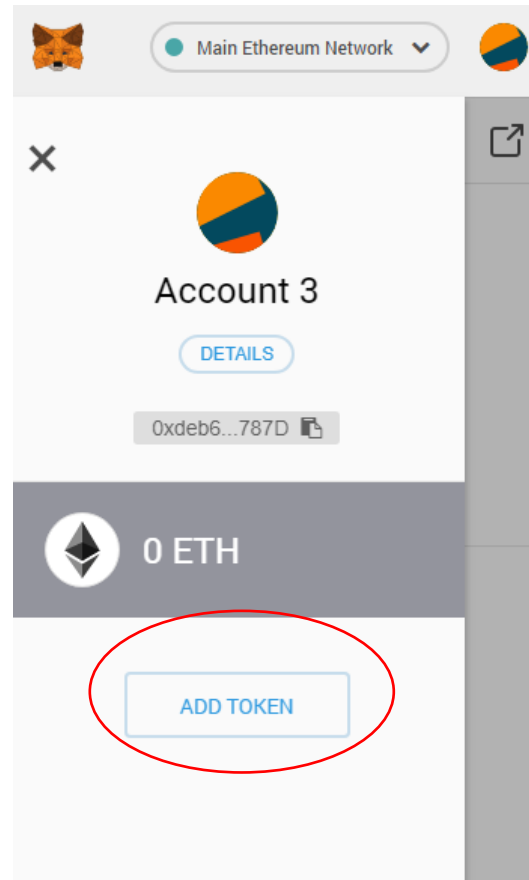 Main Ethereum Network
Account 3
DETAILS
0xdeb6...787D
0 ETH
ADD TOKEN